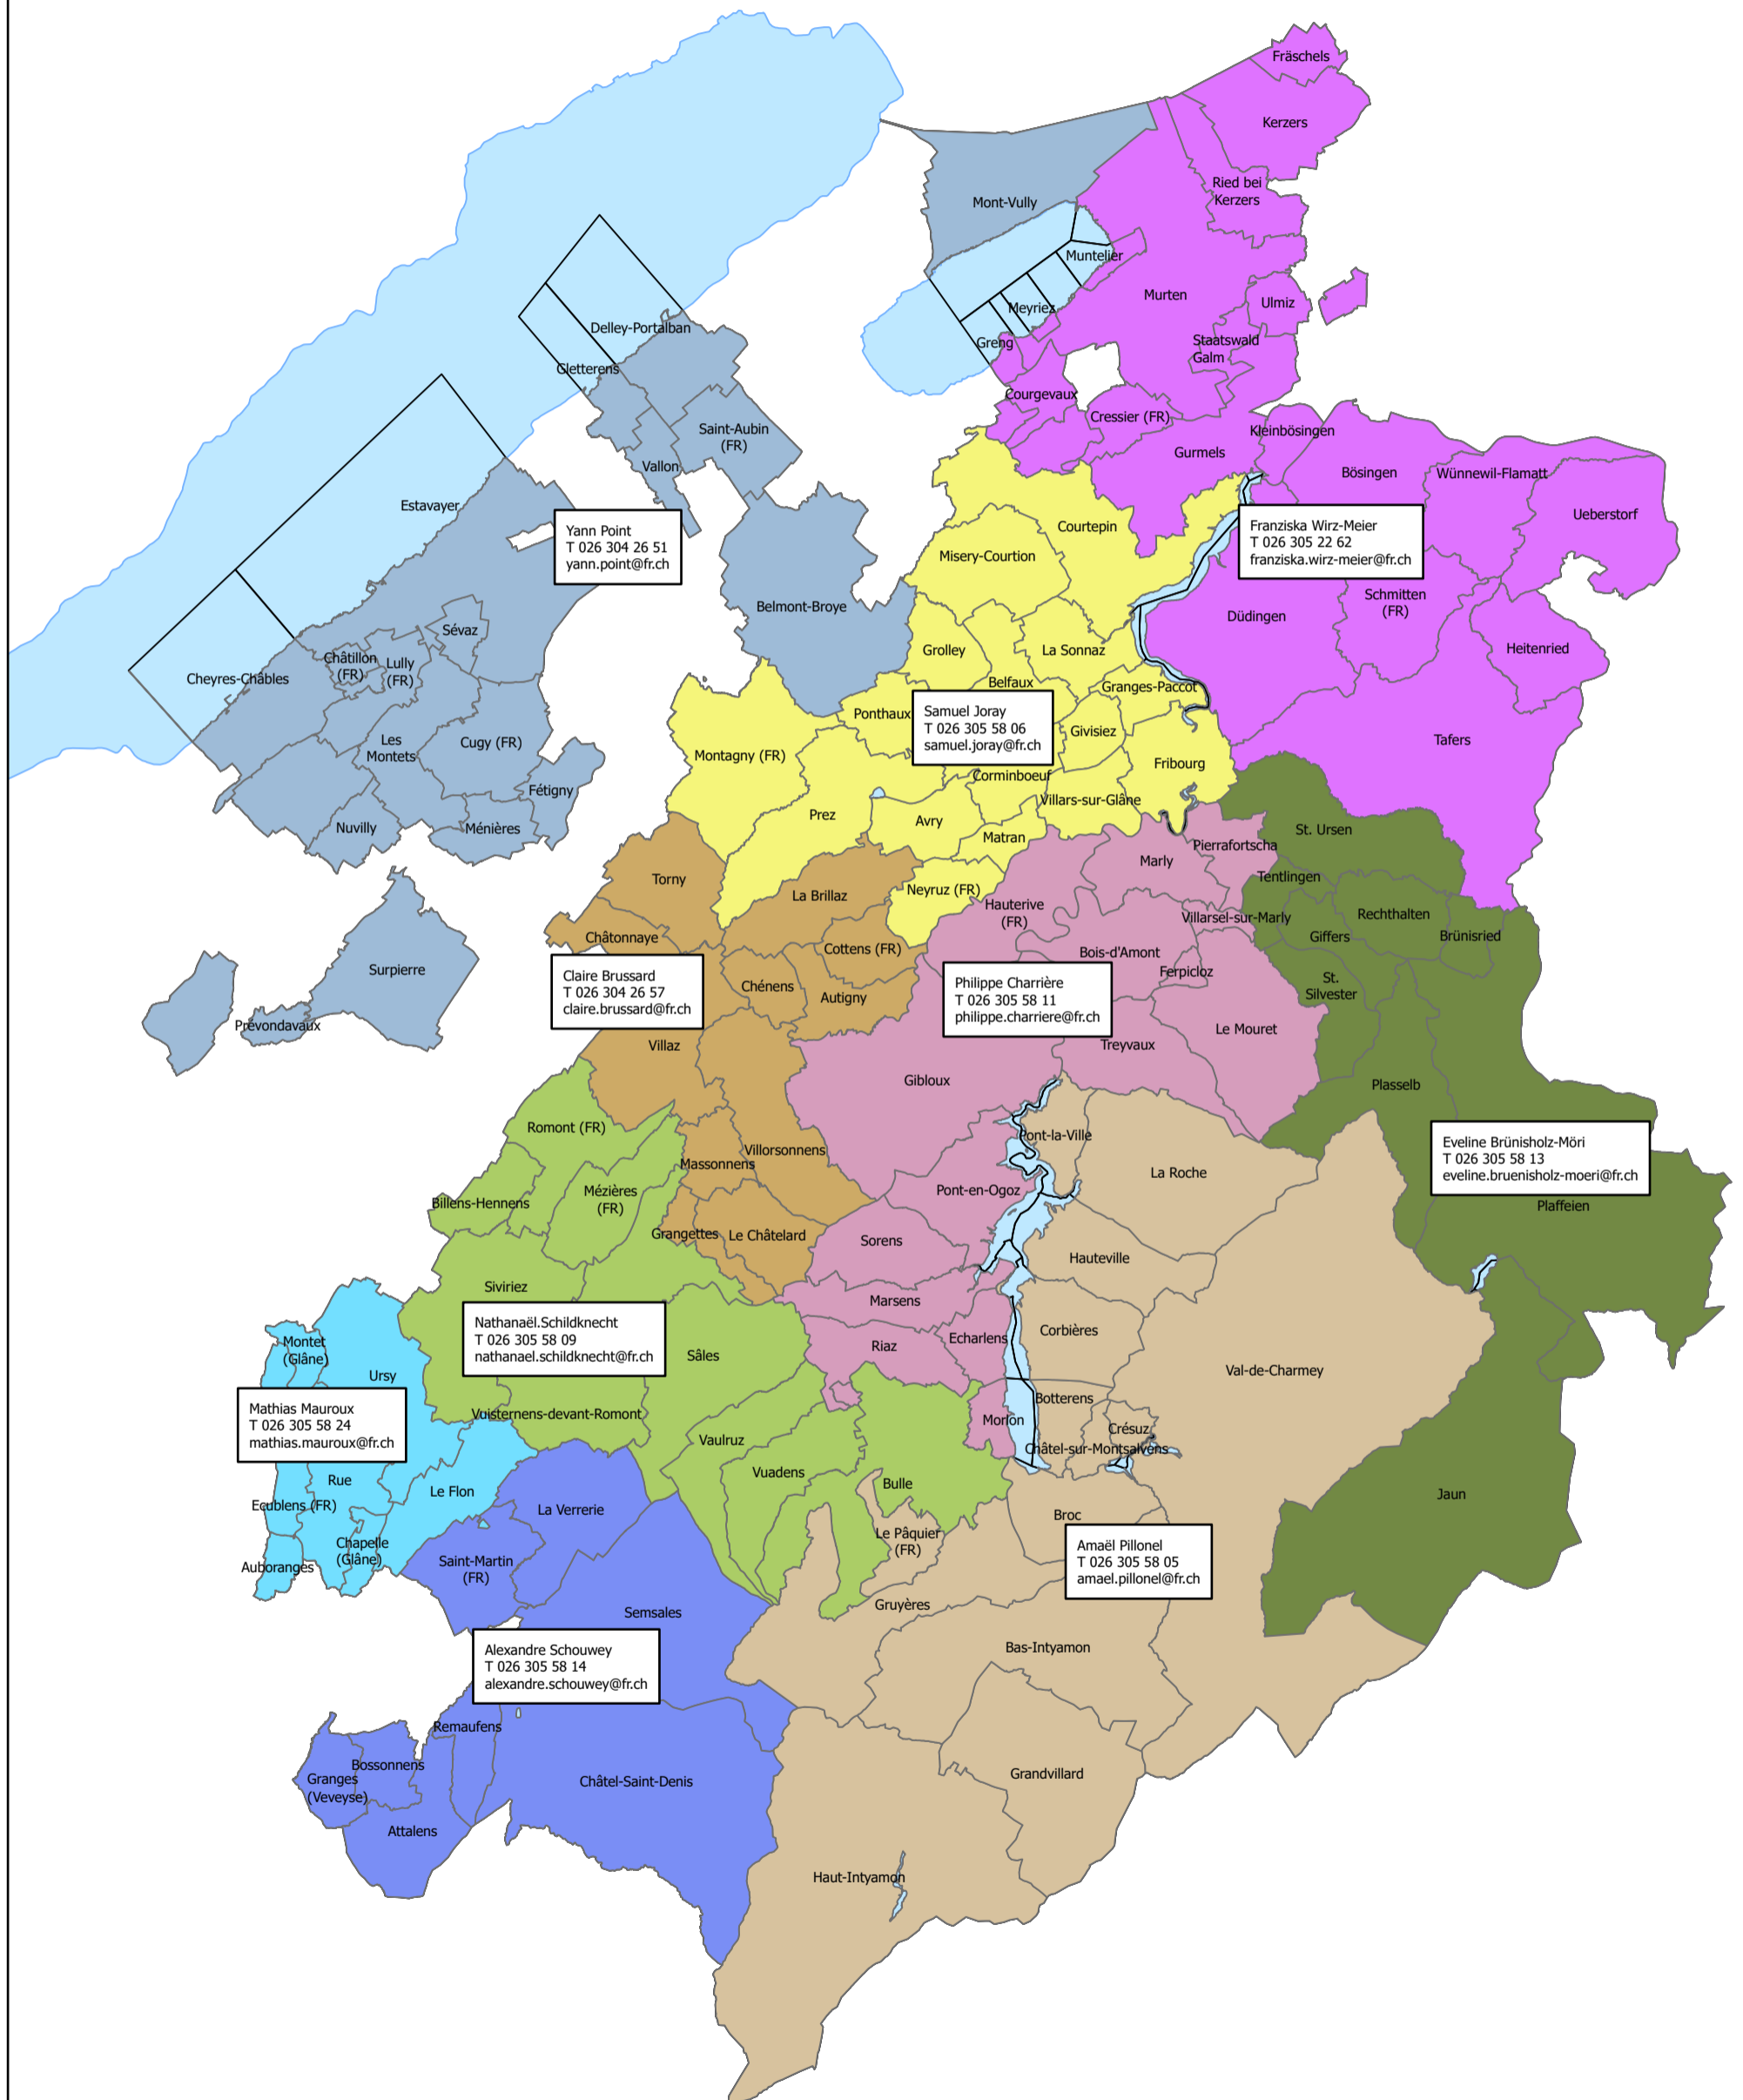 Fräschels
Kerzers
Ried bei
Kerzers
Mont-Vully
Muntelier
Murten
Ulmiz
Meyriez
Delley-Portalban
Greng
Staatswald
Galm
Gletterens
Courgevaux
Cressier (FR)
Saint-Aubin
(FR)
Kleinbösingen
Gurmels
Vallon
Bösingen
Wünnewil-Flamatt
Estavayer
Ueberstorf
Courtepin
Yann Point
T 026 304 26 51
yann.point@fr.ch
Franziska Wirz-Meier
T 026 305 22 62
franziska.wirz-meier@fr.ch
Misery-Courtion
Belmont-Broye
Schmitten
(FR)
Düdingen
Sévaz
Grolley
La Sonnaz
Heitenried
Châtillon
(FR)
Lully
(FR)
Cheyres-Châbles
Belfaux
Granges-Paccot
Ponthaux
Samuel Joray
T 026 305 58 06
samuel.joray@fr.ch
Givisiez
Les
Montets
Cugy (FR)
Tafers
Montagny (FR)
Fribourg
Corminboeuf
Fétigny
Villars-sur-Glâne
Prez
Avry
Nuvilly
Ménières
Matran
St. Ursen
Pierrafortscha
Marly
Torny
Tentlingen
La Brillaz
Neyruz (FR)
Hauterive
(FR)
Villarsel-sur-Marly
Rechthalten
Châtonnaye
Giffers
Brünisried
Cottens (FR)
Bois-d'Amont
Surpierre
Ferpicloz
Claire Brussard
T 026 304 26 57
claire.brussard@fr.ch
Chénens
Autigny
Philippe Charrière
T 026 305 58 11
philippe.charriere@fr.ch
St.
Silvester
Prévondavaux
Le Mouret
Villaz
Treyvaux
Gibloux
Plasselb
Romont (FR)
Pont-la-Ville
Eveline Brünisholz-Möri
T 026 305 58 13
eveline.bruenisholz-moeri@fr.ch
Villorsonnens
Massonnens
La Roche
Mézières
(FR)
Pont-en-Ogoz
Billens-Hennens
Plaffeien
Grangettes
Le Châtelard
Sorens
Hauteville
Siviriez
Marsens
Nathanaël.Schildknecht
T 026 305 58 09
nathanael.schildknecht@fr.ch
Corbières
Echarlens
Montet
(Glâne)
Riaz
Sâles
Ursy
Val-de-Charmey
Botterens
Mathias Mauroux
T 026 305 58 24
mathias.mauroux@fr.ch
Vuisternens-devant-Romont
Morlon
Crésuz
Vaulruz
Châtel-sur-Montsalvens
Vuadens
Rue
Bulle
Le Flon
Jaun
Ecublens (FR)
La Verrerie
Broc
Le Pâquier
(FR)
Chapelle
(Glâne)
Amaël Pillonel
T 026 305 58 05
amael.pillonel@fr.ch
Auboranges
Saint-Martin
(FR)
Gruyères
Semsales
Bas-Intyamon
Alexandre Schouwey
T 026 305 58 14
alexandre.schouwey@fr.ch
Remaufens
Bossonnens
Grandvillard
Granges
(Veveyse)
Châtel-Saint-Denis
Attalens
Haut-Intyamon